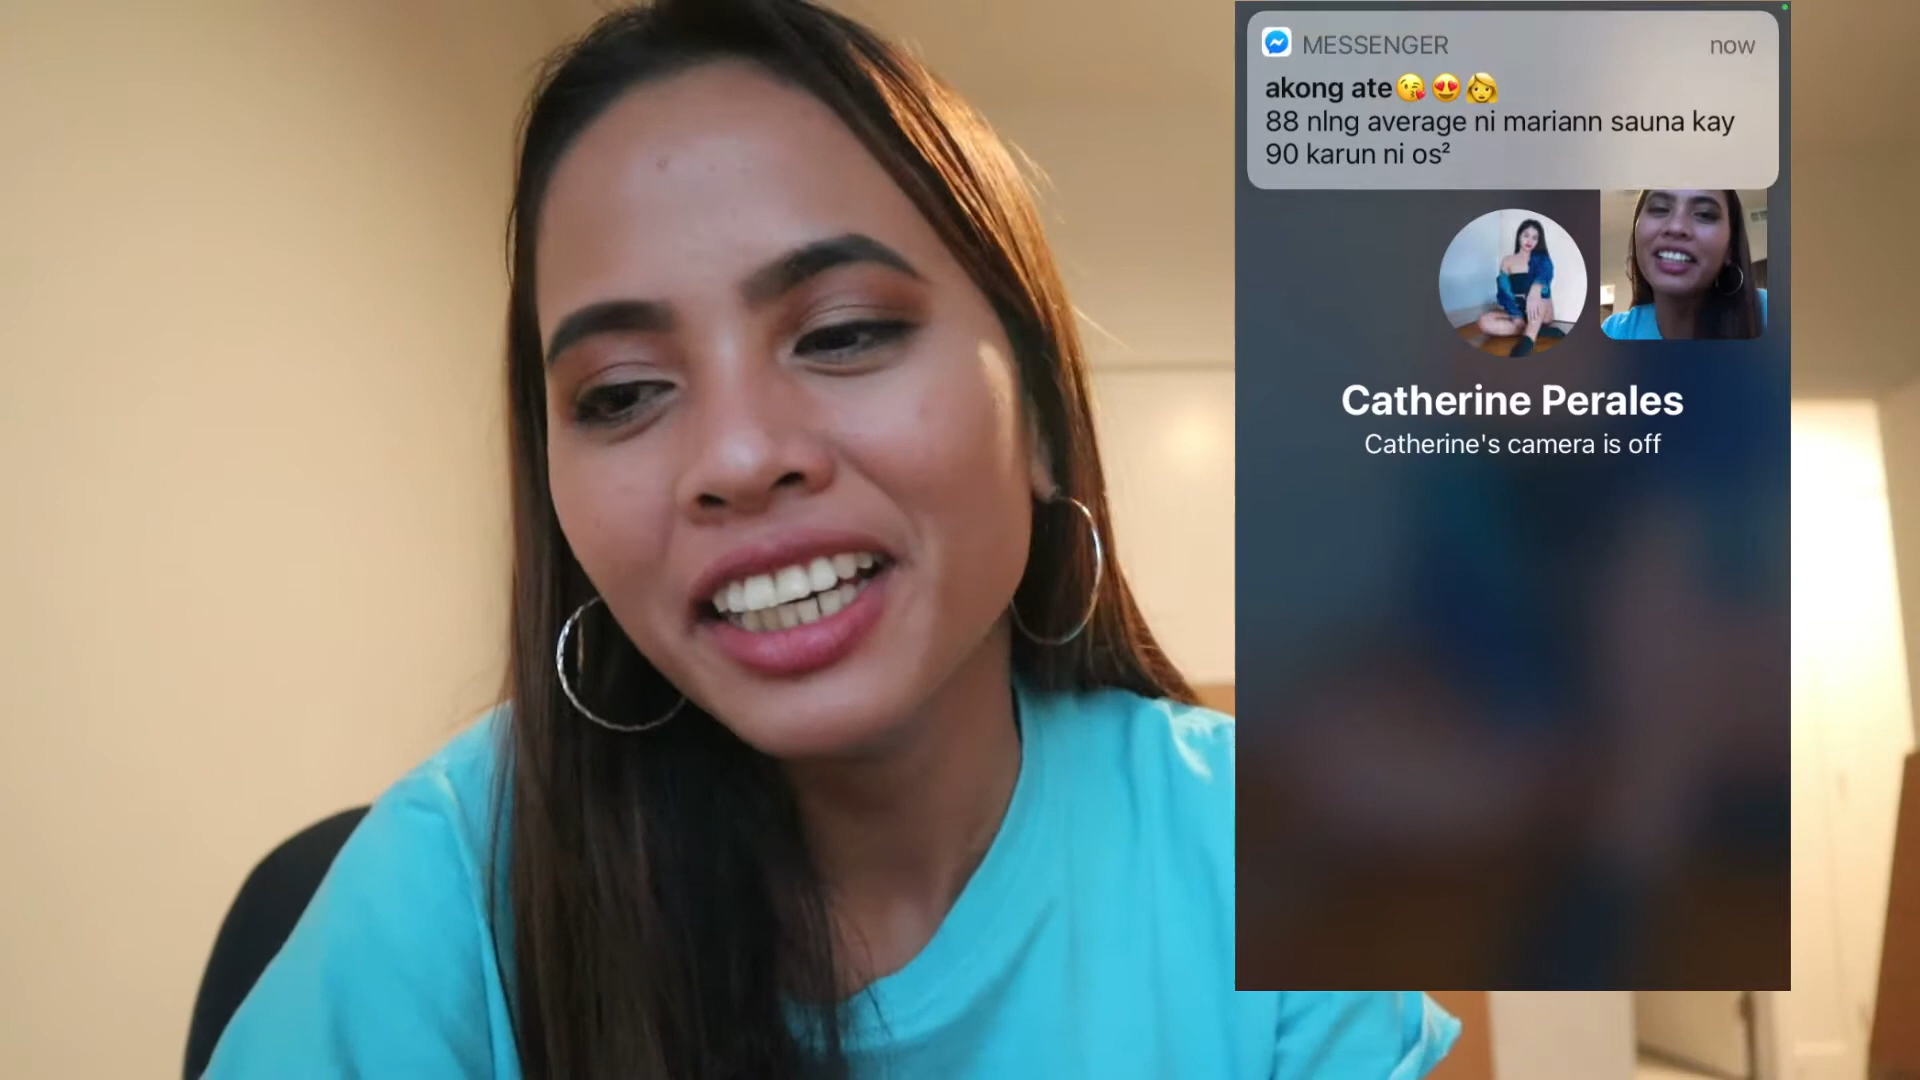 MESSENGER now
akong ate😘😍👩
88 nlng average ni mariann sauna kay
90 karun ni os²
Catherine Perales
Catherine's camera is off